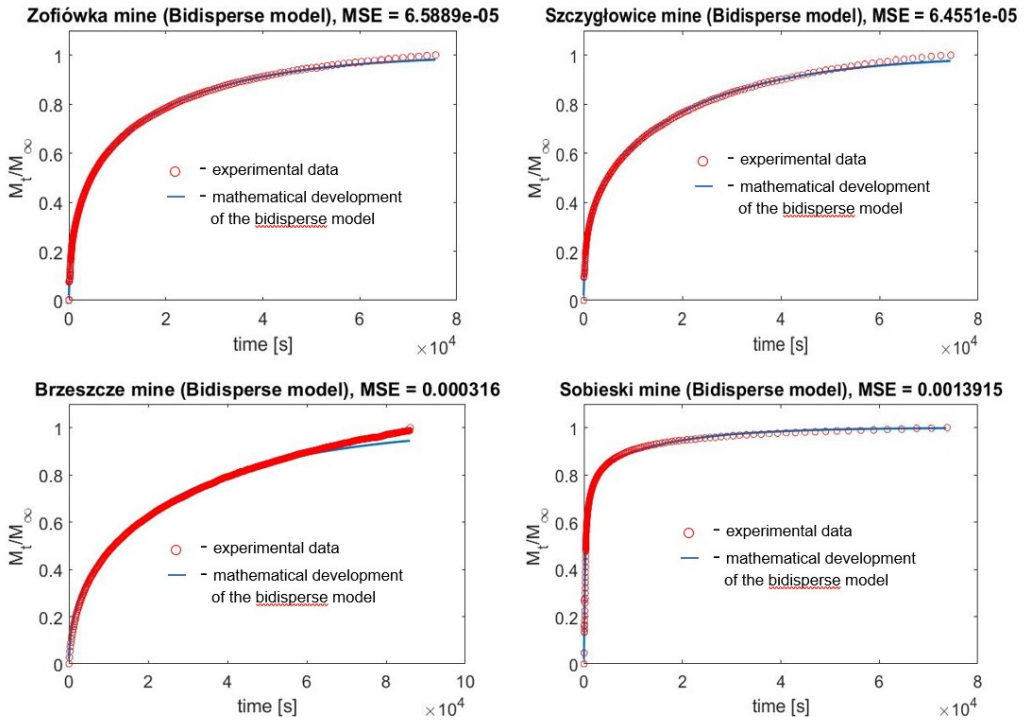 Zofiówka mine (Bidisperse model), MSE = 6.5889e-05
1
0.8
0.6
0.4
0.2
0
M_t/M_∞
○ - experimental data
— - mathematical development
of the bidisperse model
0 2 4 6 8
time [s]
×10^4
Szczygłowice mine (Bidisperse model), MSE = 6.4551e-05
1
0.8
0.6
0.4
0.2
0
M_t/M_∞
○ - experimental data
— - mathematical development
of the bidisperse model
0 2 4 6 8
time [s]
×10^4
Brzeszcze mine (Bidisperse model), MSE = 0.000316
1
0.8
0.6
0.4
0.2
0
M_t/M_∞
○ - experimental data
— - mathematical development
of the bidisperse model
0 2 4 6 8 10
time [s]
×10^4
Sobieski mine (Bidisperse model), MSE = 0.0013915
1
0.8
0.6
0.4
0.2
0
M_t/M_∞
○ - experimental data
— - mathematical development
of the bidisperse model
0 2 4 6 8
time [s]
×10^4